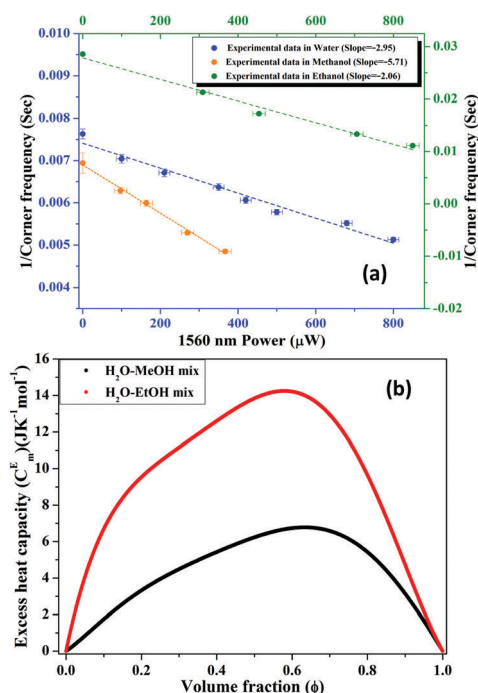 0 200 400 600 800
0.010
0.009
0.008
0.007
0.006
0.005
0.004
1/Corner frequency (Sec)
Experimental data in Water (Slope=-2.95)
Experimental data in Methanol (Slope=-5.71)
Experimental data in Ethanol (Slope=-2.06)
0.03
0.02
0.01
0.00
-0.01
-0.02
1/Corner frequency (Sec)
(a)
0 200 400 600 800
1560 nm Power (μW)
16
14
12
10
8
6
4
2
0
Excess heat capacity (C^E_m)(JK^-1mol^-1)
H2O-MeOH mix
H2O-EtOH mix
(b)
0.0 0.2 0.4 0.6 0.8 1.0
Volume fraction (ϕ)